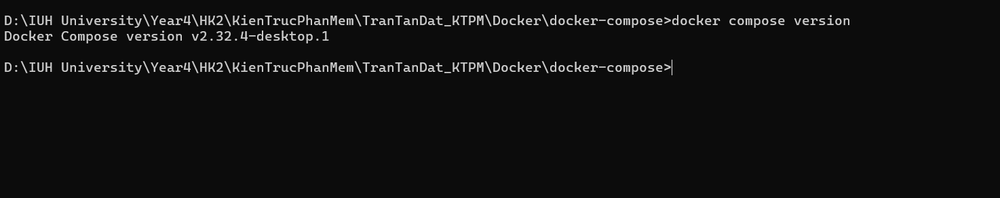 D:\IUH University\Year4\HK2\KienTrucPhanMem\TranTanDat_KTPM\Docker\docker-compose>docker compose version
Docker Compose version v2.32.4-desktop.1
D:\IUH University\Year4\HK2\KienTrucPhanMem\TranTanDat_KTPM\Docker\docker-compose>